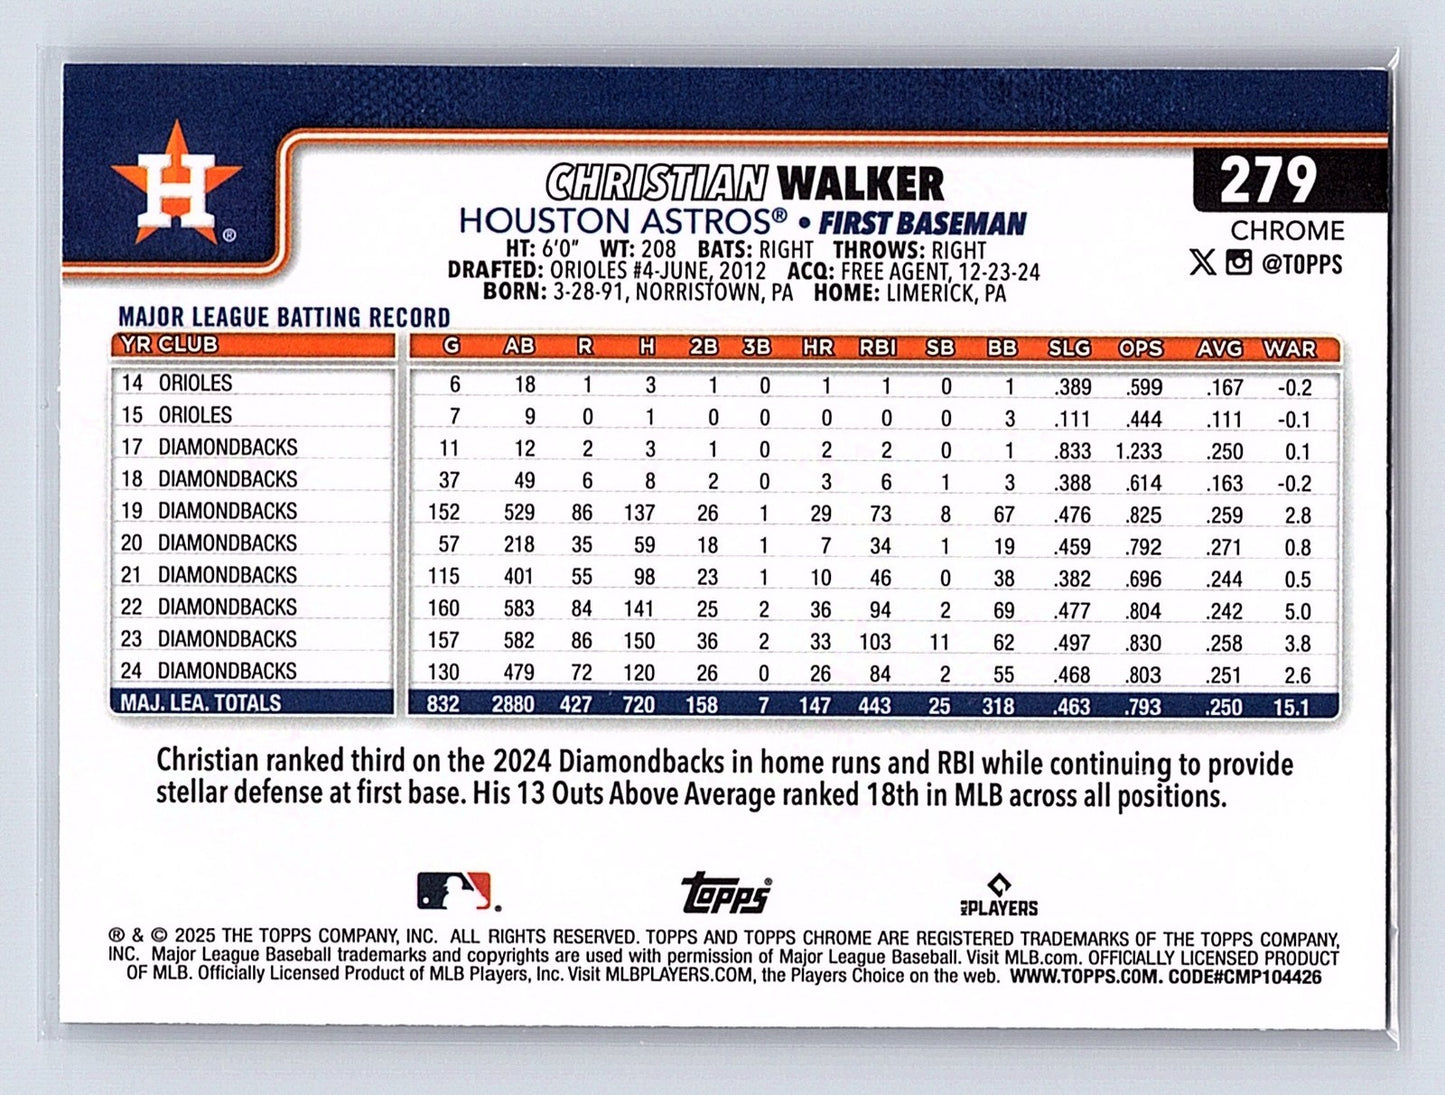 H ®
CHRISTIAN WALKER
279
HOUSTON ASTROS® • FIRST BASEMAN
CHROME
HT: 6'0" WT: 208 BATS: RIGHT THROWS: RIGHT
@TOPPS
DRAFTED: ORIOLES #4-JUNE, 2012 ACQ: FREE AGENT, 12-23-24
BORN: 3-28-91, NORRISTOWN, PA HOME: LIMERICK, PA
MAJOR LEAGUE BATTING RECORD
YR CLUB G AB R H 2B 3B HR RBI SB BB SLG OPS AVG WAR
14 ORIOLES 6 18 1 3 1 0 1 1 0 1 .389 .599 .167 -0.2
15 ORIOLES 7 9 0 1 0 0 0 0 0 3 .111 .444 .111 -0.1
17 DIAMONDBACKS 11 12 2 3 1 0 2 2 0 1 .833 1.233 .250 0.1
18 DIAMONDBACKS 37 49 6 8 2 0 3 6 1 3 .388 .614 .163 -0.2
19 DIAMONDBACKS 152 529 86 137 26 1 29 73 8 67 .476 .825 .259 2.8
20 DIAMONDBACKS 57 218 35 59 18 1 7 34 1 19 .459 .792 .271 0.8
21 DIAMONDBACKS 115 401 55 98 23 1 10 46 0 38 .382 .696 .244 0.5
22 DIAMONDBACKS 160 583 84 141 25 2 36 94 2 69 .477 .804 .242 5.0
23 DIAMONDBACKS 157 582 86 150 36 2 33 103 11 62 .497 .830 .258 3.8
24 DIAMONDBACKS 130 479 72 120 26 0 26 84 2 55 .468 .803 .251 2.6
MAJ. LEA. TOTALS 832 2880 427 720 158 7 147 443 25 318 .463 .793 .250 15.1
Christian ranked third on the 2024 Diamondbacks in home runs and RBI while continuing to provide
stellar defense at first base. His 13 Outs Above Average ranked 18th in MLB across all positions.
topps® MLB PLAYERS
® & © 2025 THE TOPPS COMPANY, INC. ALL RIGHTS RESERVED. TOPPS AND TOPPS CHROME ARE REGISTERED TRADEMARKS OF THE TOPPS COMPANY,
INC. Major League Baseball trademarks and copyrights are used with permission of Major League Baseball. Visit MLB.com. OFFICIALLY LICENSED PRODUCT
OF MLB. Officially Licensed Product of MLB Players, Inc. Visit MLBPLAYERS.COM, the Players Choice on the web. WWW.TOPPS.COM. CODE#CMP104426